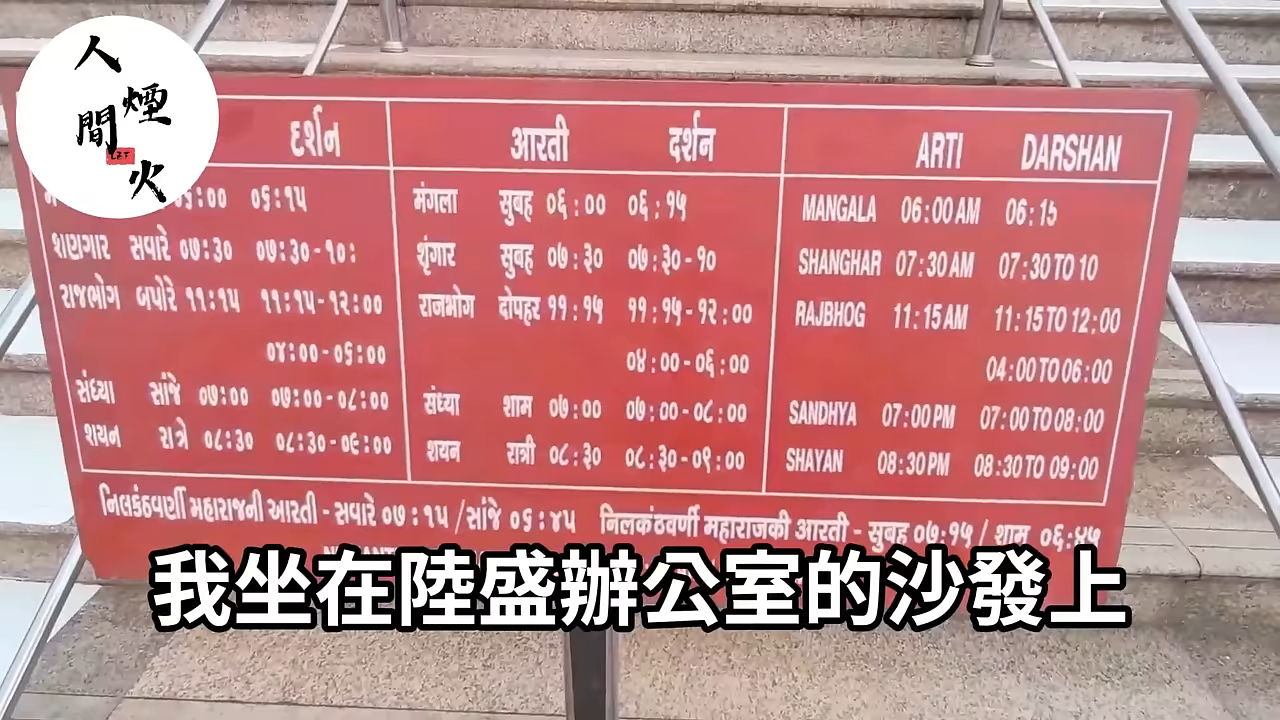 人間煙火
દર્શન
૦૬:૦૦ ૦૬:૧૫
શણગાર સવારે ૦૭:૩૦ ૦૭:૩૦-૧૦:
રાજભોગ બપોરે ૧૧:૧૫ ૧૧:૧૫-૧૨:૦૦
૦૪:૦૦-૦૬:૦૦
સંધ્યા સાંજે ૦૭:૦૦ ૦૭:૦૦-૦૮:૦૦
શયન રાત્રે ૦૮:૩૦ ૦૮:૩૦-૦૯:૦૦
आरती दर्शन
मंगला सुबह ०६:०० ०६:१५
शृंगार सुबह ०७:३० ०७:३०-१०
राजभोग दोपहर ११:१५ ११:१५-१२:००
०४:००-०६:००
संध्या शाम ०७:०० ०७:००-०८:००
शयन रात्री ०८:३० ०८:३०-०९:००
ARTI DARSHAN
MANGALA 06:00 AM 06:15
SHANGHAR 07:30 AM 07:30 TO 10
RAJBHOG 11:15 AM 11:15 TO 12:00
04:00 TO 06:00
SANDHYA 07:00 PM 07:00 TO 08:00
SHAYAN 08:30 PM 08:30 TO 09:00
નિલકંઠવર્ણી મહારાજની આરતી - સવારે ૦૭:૧૫ / સાંજે ૦૬:૪૫ निलकंठवर्णी महाराजकी आरती - सुबह ०७:१५ / शाम ०६:४५
我坐在陸盛辦公室的沙發上